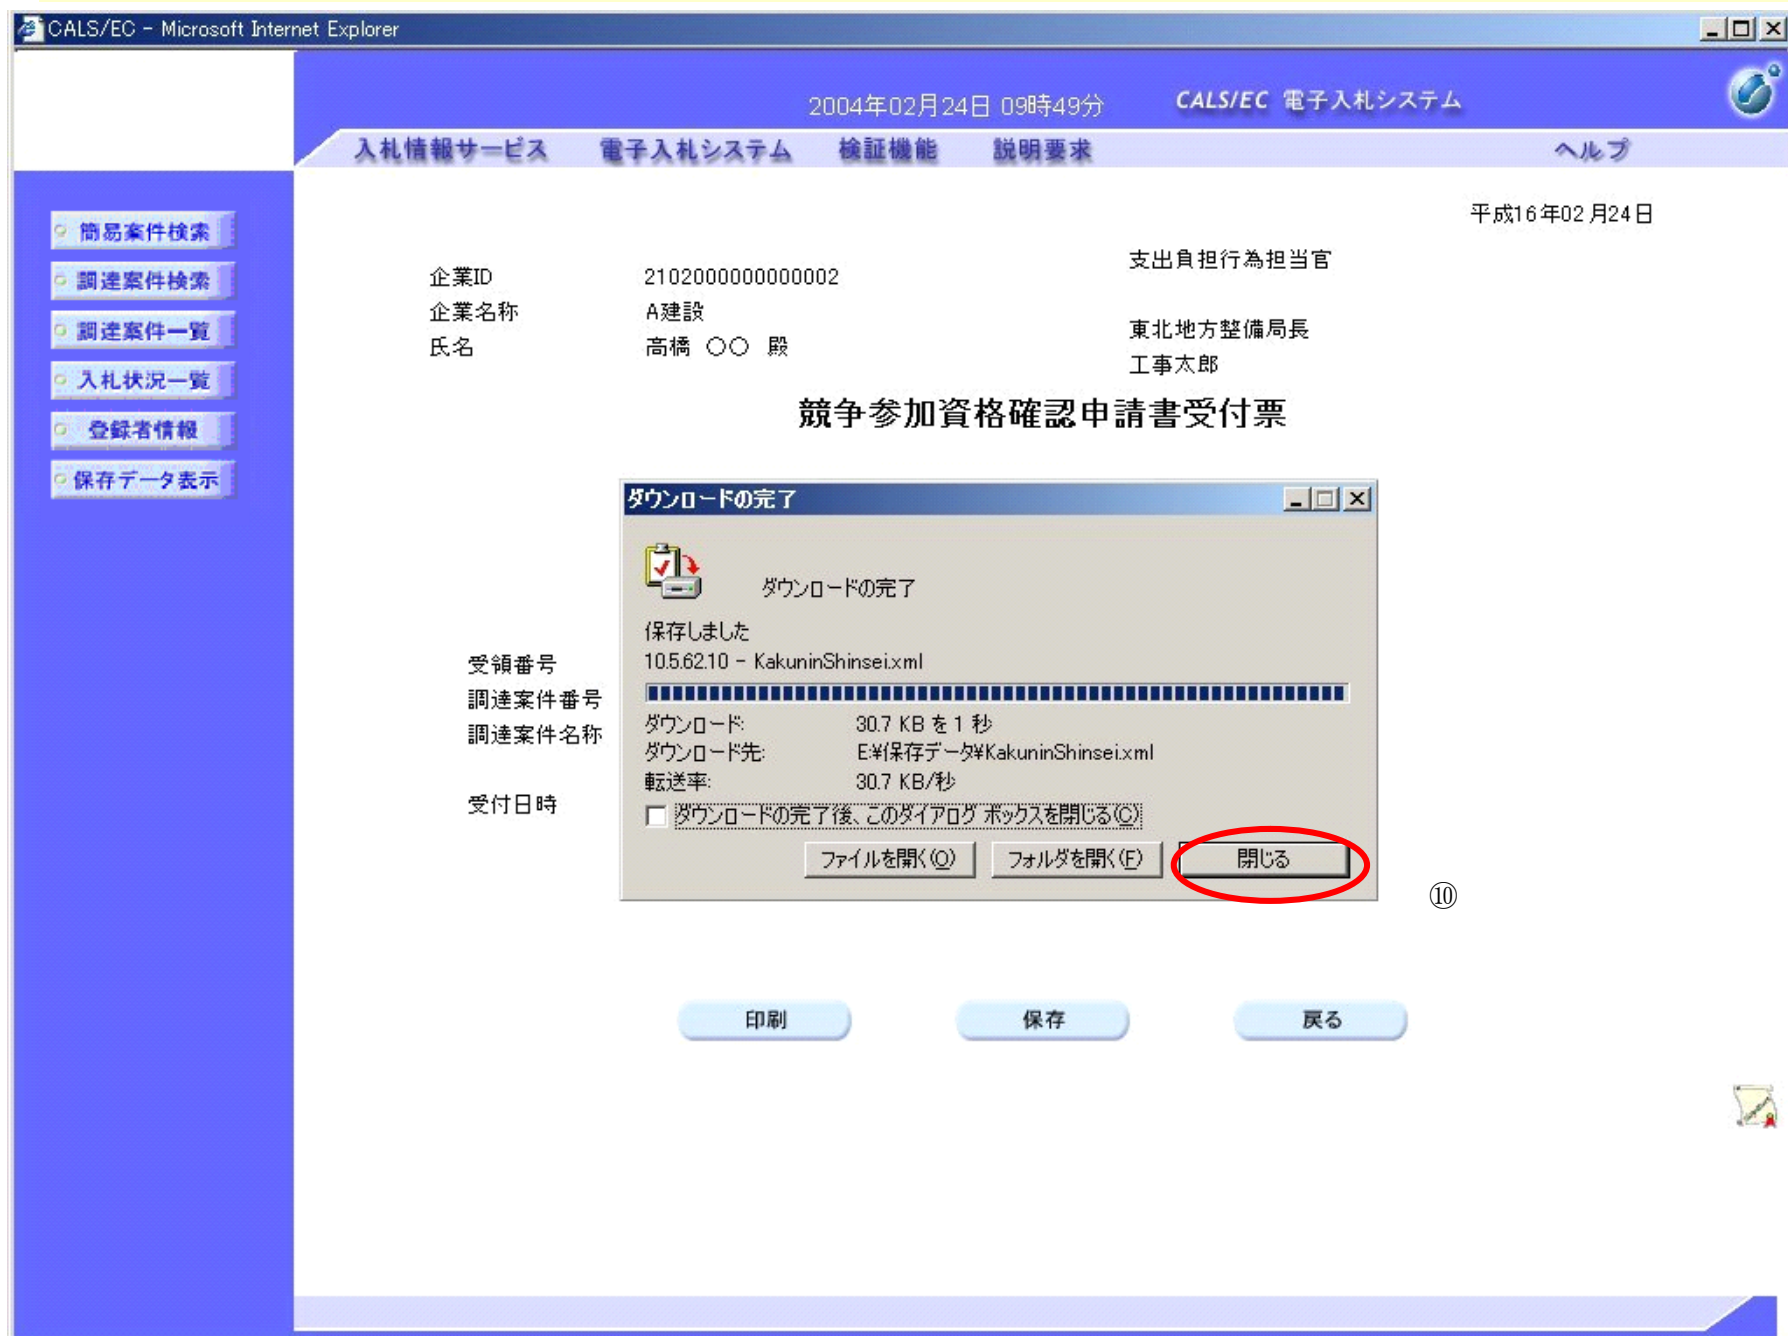 CALS/EC - Microsoft Internet Explorer
2004年02月24日 09時49分
CALS/EC 電子入札システム
入札情報サービス 電子入札システム 検証機能 説明要求 ヘルプ
簡易案件検索
調達案件検索
調達案件一覧
入札状況一覧
登録者情報
保存データ表示
平成16年02月24日
支出負担行為担当官
企業ID 2102000000000002
企業名称 A建設
氏名 高橋 〇〇 殿
東北地方整備局長
工事太郎
競争参加資格確認申請書受付票
受領番号
調達案件番号
調達案件名称
受付日時
ダウンロードの完了
ダウンロードの完了
保存しました
10.5.62.10 - KakuninShinsei.xml
ダウンロード: 30.7 KB を 1 秒
ダウンロード先: E:¥保存データ¥KakuninShinsei.xml
転送率: 30.7 KB/秒
ダウンロードの完了後、このダイアログ ボックスを閉じる(C)
ファイルを開く(O) フォルダを開く(F) 閉じる
⑩
印刷 保存 戻る